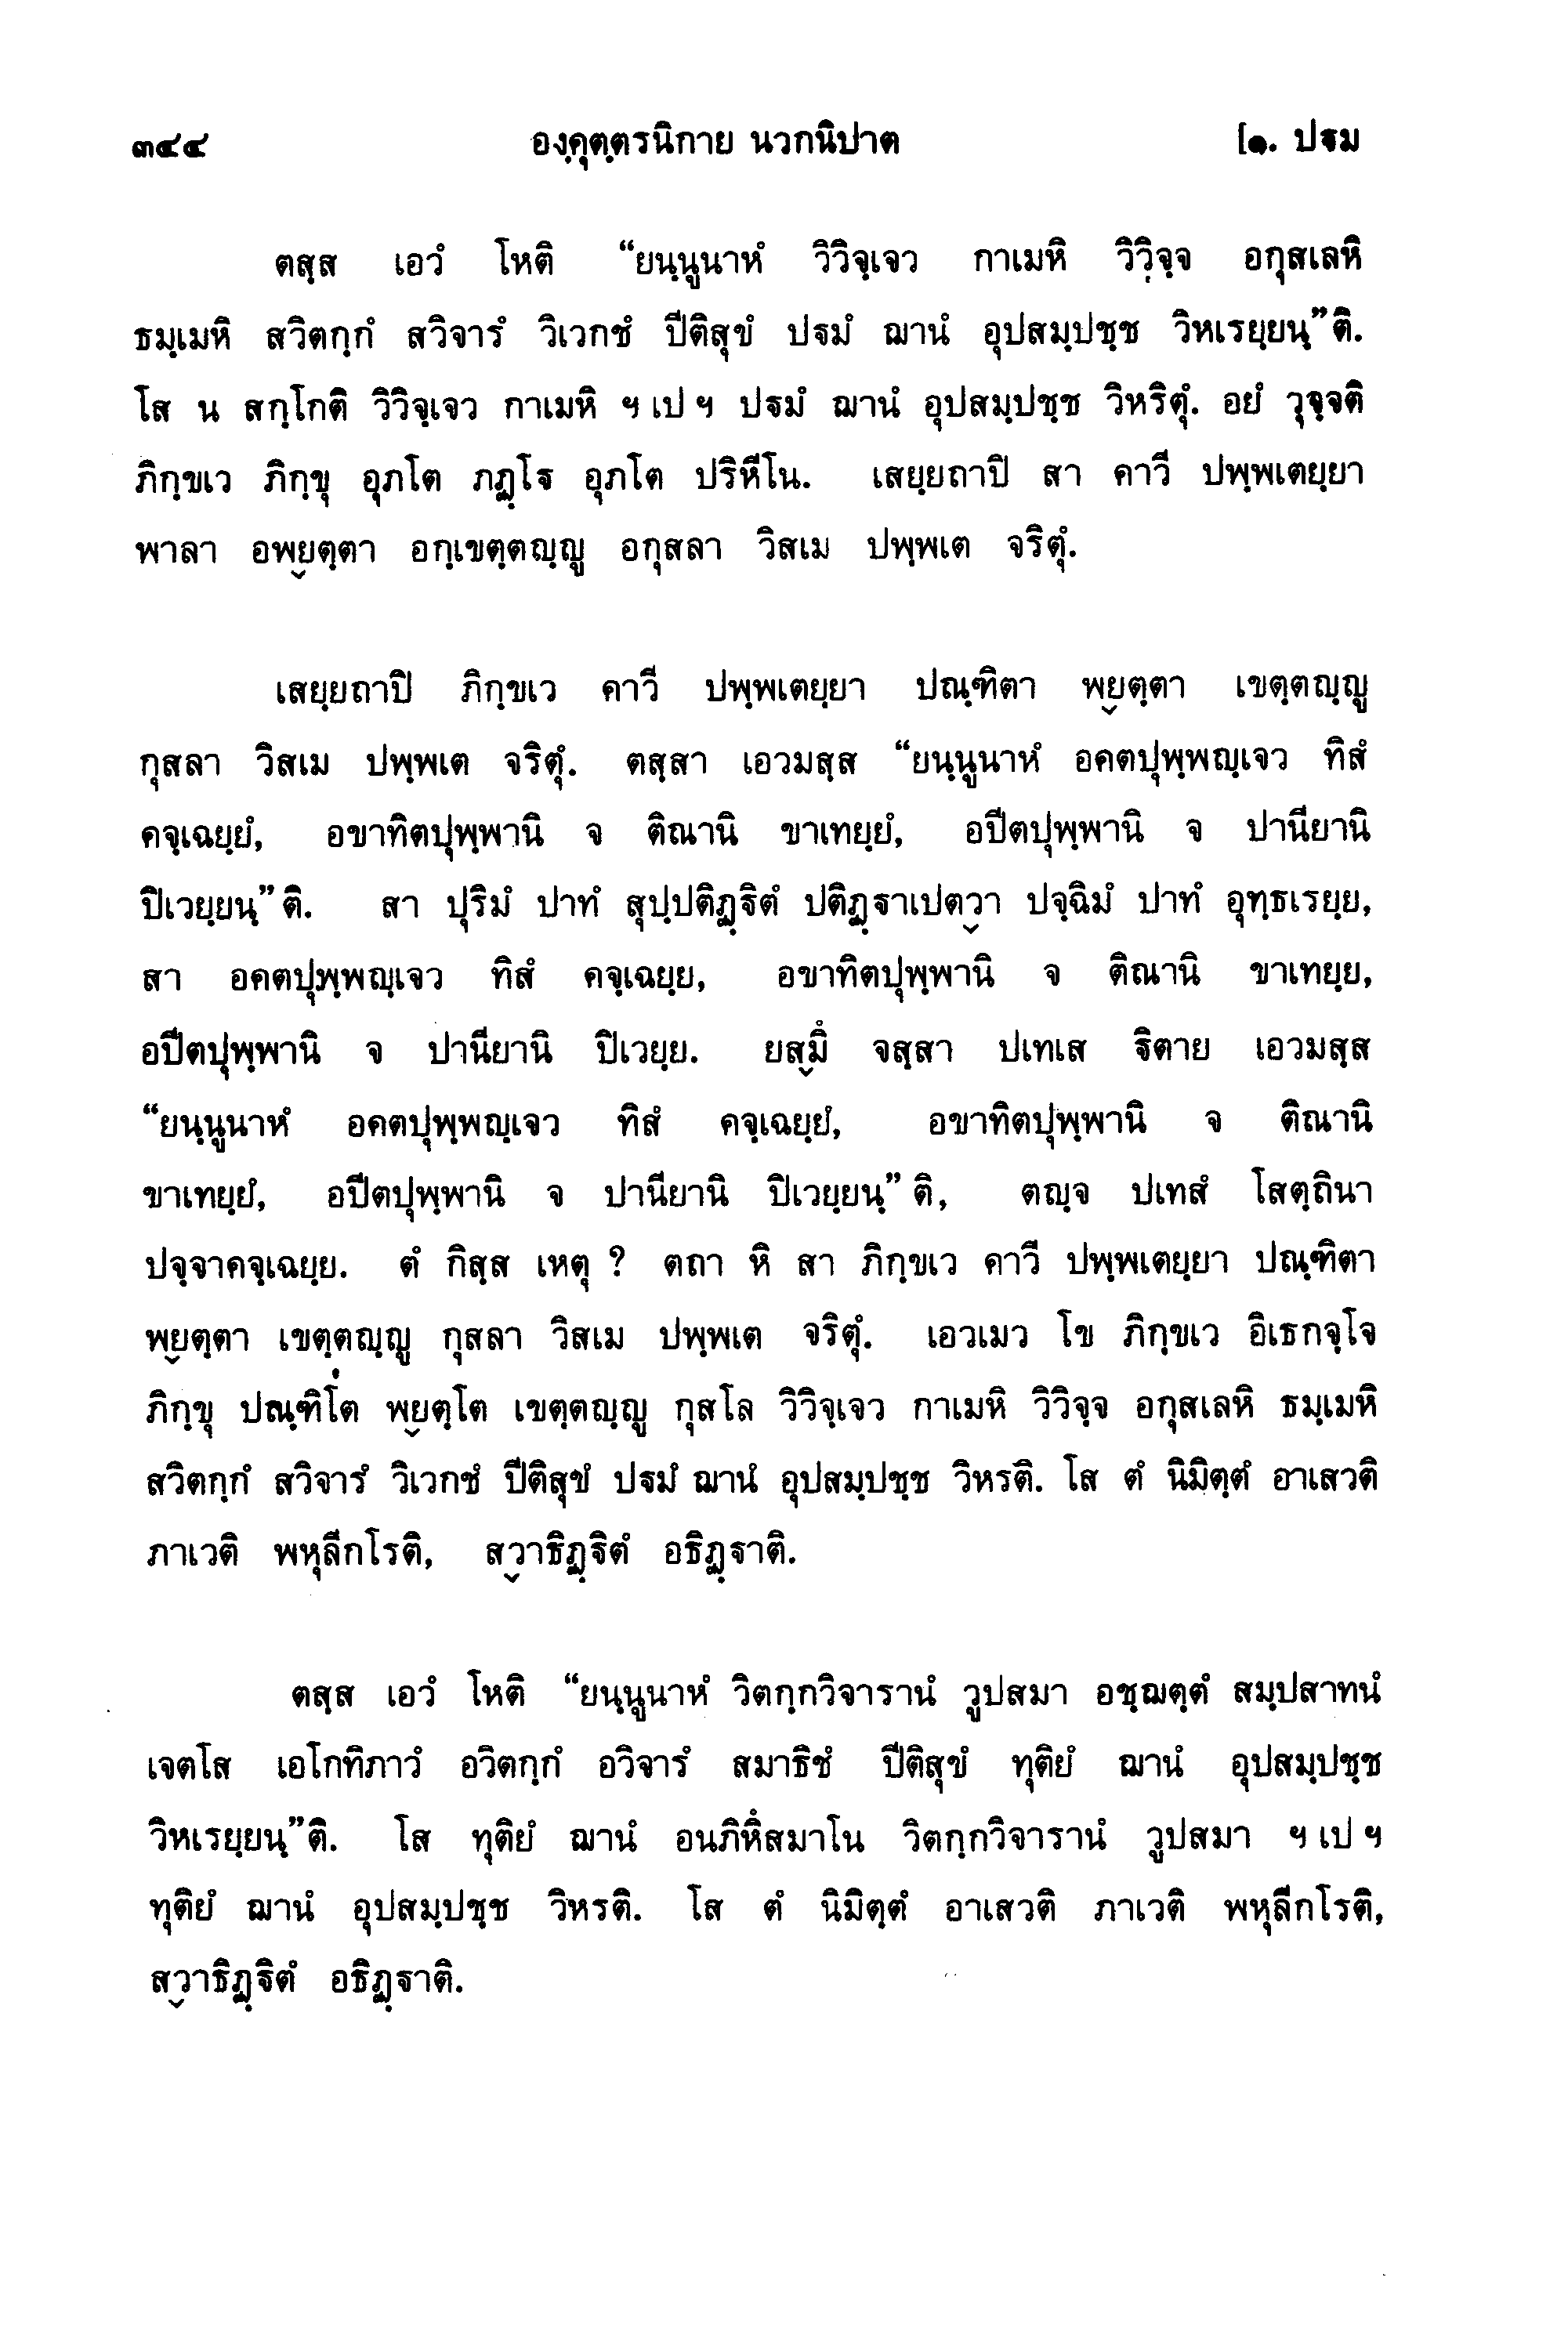 ๓๔๔ องฺคุตฺตรนิกาย นวกนิปาต [๑. ปฐม
ตสฺส เอวํ โหติ “ยนฺนูนาหํ วิวิจฺเจว กาเมหิ วิวิจฺจ อกุสเลหิ
ธมฺเมหิ สวิตกฺกํ สวิจารํ วิเวกชํ ปีติสุขํ ปฐมํ ฌานํ อุปสมฺปชฺช วิหเรยฺยนฺ”ติ.
โส น สกฺโกติ วิวิจฺเจว กาเมหิ ฯ เป ฯ ปฐมํ ฌานํ อุปสมฺปชฺช วิหริตุํ. อยํ วุจฺจติ
ภิกฺขเว ภิกฺขุ อุภโต ภฏฺโฐ อุภโต ปริหีโน. เสยฺยถาปิ สา คาวี ปพฺพเตยฺยา
พาลา อพฺยตฺตา อกฺเขตฺตญฺญู อกุสลา วิสเม ปพฺพเต จริตุํ.
เสยฺยถาปิ ภิกฺขเว คาวี ปพฺพเตยฺยา ปณฺฑิตา พฺยตฺตา เขตฺตญฺญู
กุสลา วิสเม ปพฺพเต จริตุํ. ตสฺสา เอวมสฺส “ยนฺนูนาหํ อคตปุพฺพญฺเจว ทิสํ
คจฺเฉยฺยํ, อขาทิตปุพฺพานิ จ ติณานิ ขาเทยฺยํ, อปีตปุพฺพานิ จ ปานียานิ
ปิเวยฺยนฺ”ติ. สา ปุริมํ ปาทํ สุปฺปติฏฺฐิตํ ปติฏฺฐาเปตฺวา ปจฺฉิมํ ปาทํ อุทฺธเรยฺย,
สา อคตปุพฺพญฺเจว ทิสํ คจฺเฉยฺย, อขาทิตปุพฺพานิ จ ติณานิ ขาเทยฺย,
อปีตปุพฺพานิ จ ปานียานิ ปิเวยฺย. ยสฺมิํ จสฺสา ปเทเส ฐิตาย เอวมสฺส
“ยนฺนูนาหํ อคตปุพฺพญฺเจว ทิสํ คจฺเฉยฺยํ, อขาทิตปุพฺพานิ จ ติณานิ
ขาเทยฺยํ, อปีตปุพฺพานิ จ ปานียานิ ปิเวยฺยนฺ”ติ, ตญฺจ ปเทสํ โสตฺถินา
ปจฺจาคจฺเฉยฺย. ตํ กิสฺส เหตุ ? ตถา หิ สา ภิกฺขเว คาวี ปพฺพเตยฺยา ปณฺฑิตา
พฺยตฺตา เขตฺตญฺญู กุสลา วิสเม ปพฺพเต จริตุํ. เอวเมว โข ภิกฺขเว อิเธกจฺโจ
ภิกฺขุ ปณฺฑิโต พฺยตฺโต เขตฺตญฺญู กุสโล วิวิจฺเจว กาเมหิ วิวิจฺจ อกุสเลหิ ธมฺเมหิ
สวิตกฺกํ สวิจารํ วิเวกชํ ปีติสุขํ ปฐมํ ฌานํ อุปสมฺปชฺช วิหรติ. โส ตํ นิมิตฺตํ อาเสวติ
ภาเวติ พหุลีกโรติ, สฺวาธิฏฺฐิตํ อธิฏฺฐาติ.
ตสฺส เอวํ โหติ “ยนฺนูนาหํ วิตกฺกวิจารานํ วูปสมา อชฺฌตฺตํ สมฺปสาทนํ
เจตโส เอโกทิภาวํ อวิตกฺกํ อวิจารํ สมาธิชํ ปีติสุขํ ทุติยํ ฌานํ อุปสมฺปชฺช
วิหเรยฺยนฺ”ติ. โส ทุติยํ ฌานํ อนภิหิํสมาโน วิตกฺกวิจารานํ วูปสมา ฯ เป ฯ
ทุติยํ ฌานํ อุปสมฺปชฺช วิหรติ. โส ตํ นิมิตฺตํ อาเสวติ ภาเวติ พหุลีกโรติ,
สฺวาธิฏฺฐิตํ อธิฏฺฐาติ.